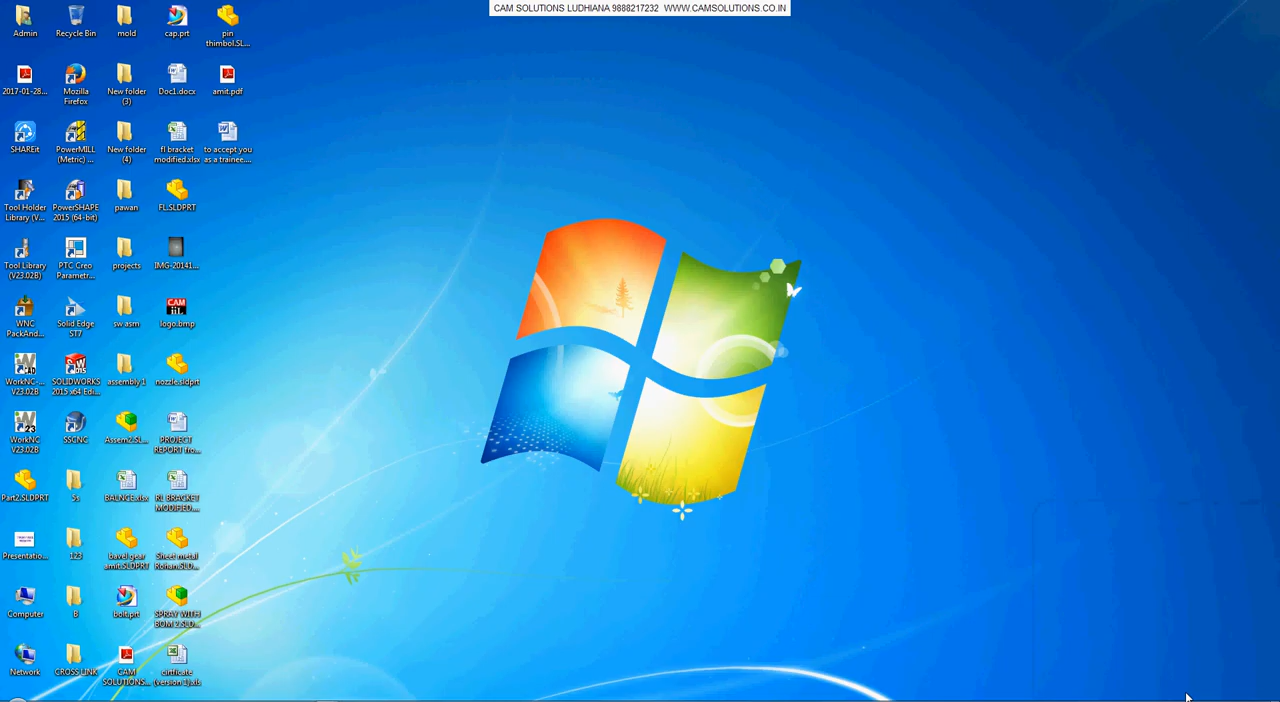 CAM SOLUTIONS LUDHIANA 9888217232 WWW.CAMSOLUTIONS.CO.IN
Admin
Recycle Bin
mold
cap.prt
pin
thimbol.SL...
2017-01-28...
Mozilla
Firefox
New folder
(3)
Doc1.docx
amit.pdf
SHAREit
PowerMILL
(Metric) ...
New folder
(4)
fl bracket
modified.xlsx
to accept you
as a trainee....
Tool Holder
Library (V...
PowerSHAPE
2015 (64-bit)
pawan
FL.SLDPRT
Tool Library
(V23.02B)
PTC Creo
Parametr...
projects
IMG-20141...
WNC
PackAnd...
Solid Edge
ST7
sw asm
CAM
logo.bmp
WorkNC-...
V23.02B
SOLIDWORKS
2015 x64 Edi...
assembly1
nozzle.sldprt
23
WorkNC
V23.02B
SSCNC
Assem2.SL...
PROJECT
REPORT fro...
Part2.SLDPRT
5s
BALNCE.xlsx
RL BRACKET
MODIFIED....
Presentatio...
123
bavel gear
amit.SLDPRT
Sheet metal
Rohan.SLD...
Computer
B
bolt.prt
SPRAY WITH
BOM 2.SLD...
Network
CROSS LINK
CAM
SOLUTIONS...
cirtficate
(version 1).xls